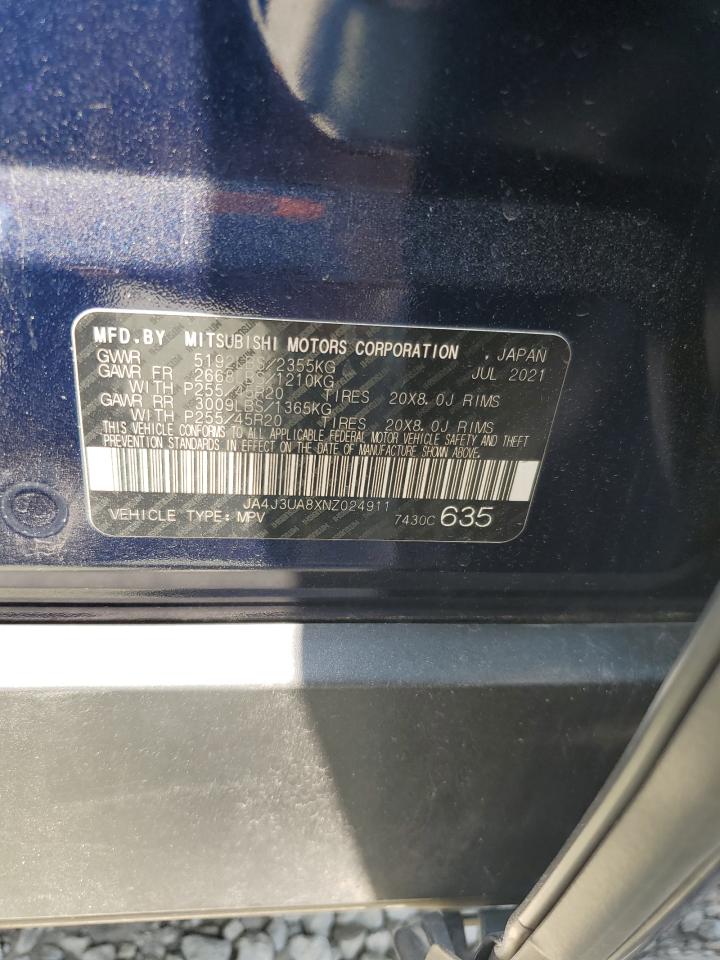 MFD.BY MITSUBISHI MOTORS CORPORATION , JAPAN
GVWR 5192LBS/2355KG JUL 2021
GAWR FR 2668LBS/1210KG
WITH P255/45R20 TIRES 20X8.0J RIMS
GAWR RR 3009LBS/1365KG
WITH P255/45R20 TIRES 20X8.0J RIMS
THIS VEHICLE CONFORMS TO ALL APPLICABLE FEDERAL MOTOR VEHICLE SAFETY AND THEFT
PREVENTION STANDARDS IN EFFECT ON THE DATE OF MANUFACTURE SHOWN ABOVE.
JA4J3UA8XNZ024911
VEHICLE TYPE: MPV 7430C 635